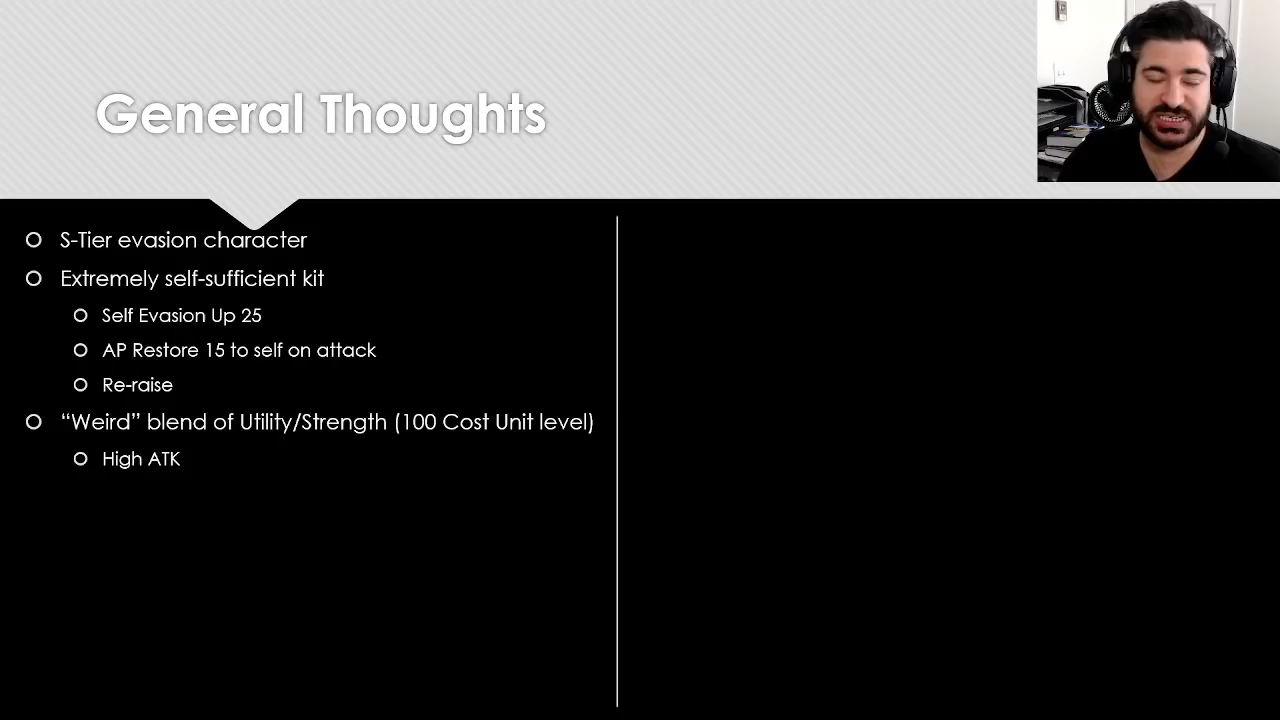 General Thoughts
S-Tier evasion character
Extremely self-sufficient kit
Self Evasion Up 25
AP Restore 15 to self on attack
Re-raise
“Weird” blend of Utility/Strength (100 Cost Unit level)
High ATK